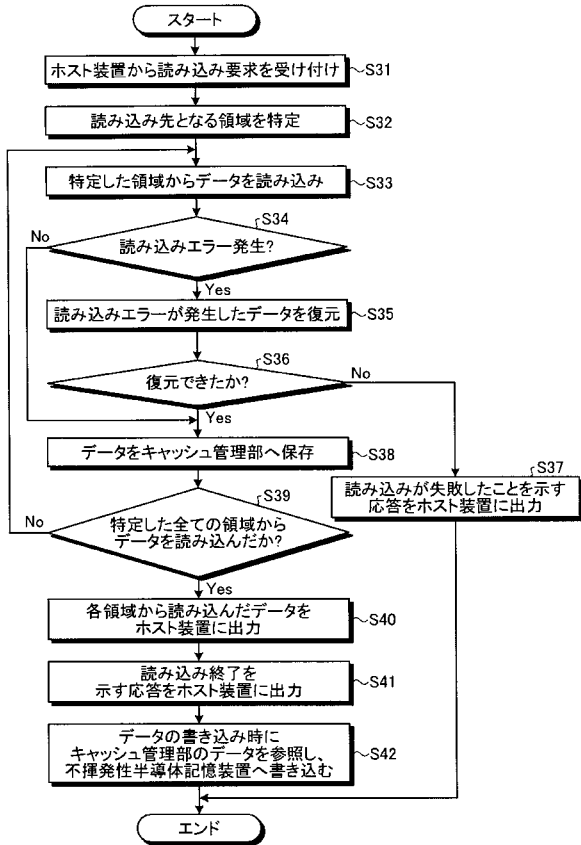 スタート
ホスト装置から読み込み要求を受け付け
S31
読み込み先となる領域を特定
S32
特定した領域からデータを読み込み
S33
S34
No
読み込みエラー発生?
Yes
読み込みエラーが発生したデータを復元
S35
S36
復元できたか?
No
Yes
データをキャッシュ管理部へ保存
S38
S37
読み込みが失敗したことを示す
応答をホスト装置に出力
S39
No
特定した全ての領域から
データを読み込んだか?
Yes
各領域から読み込んだデータを
ホスト装置に出力
S40
読み込み終了を
示す応答をホスト装置に出力
S41
データの書き込み時に
キャッシュ管理部のデータを参照し、
不揮発性半導体記憶装置へ書き込む
S42
エンド